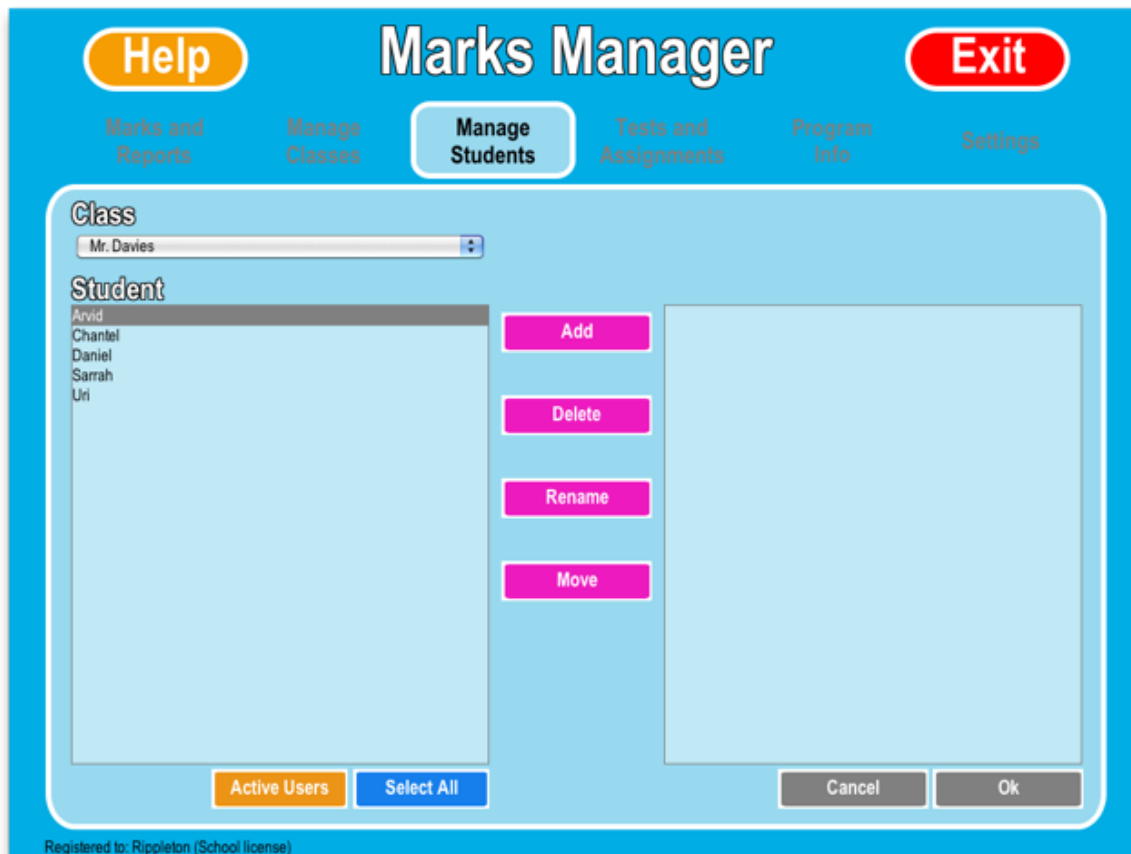 Help
Marks Manager
Exit
Marks and
Reports
Manage
Classes
Manage
Students
Tests and
Assignments
Program
Info
Settings
Class
Mr. Davies
Student
Arvid
Chantel
Daniel
Sarrah
Uri
Add
Delete
Rename
Move
Active Users
Select All
Cancel
Ok
Registered to: Rippleton (School license)